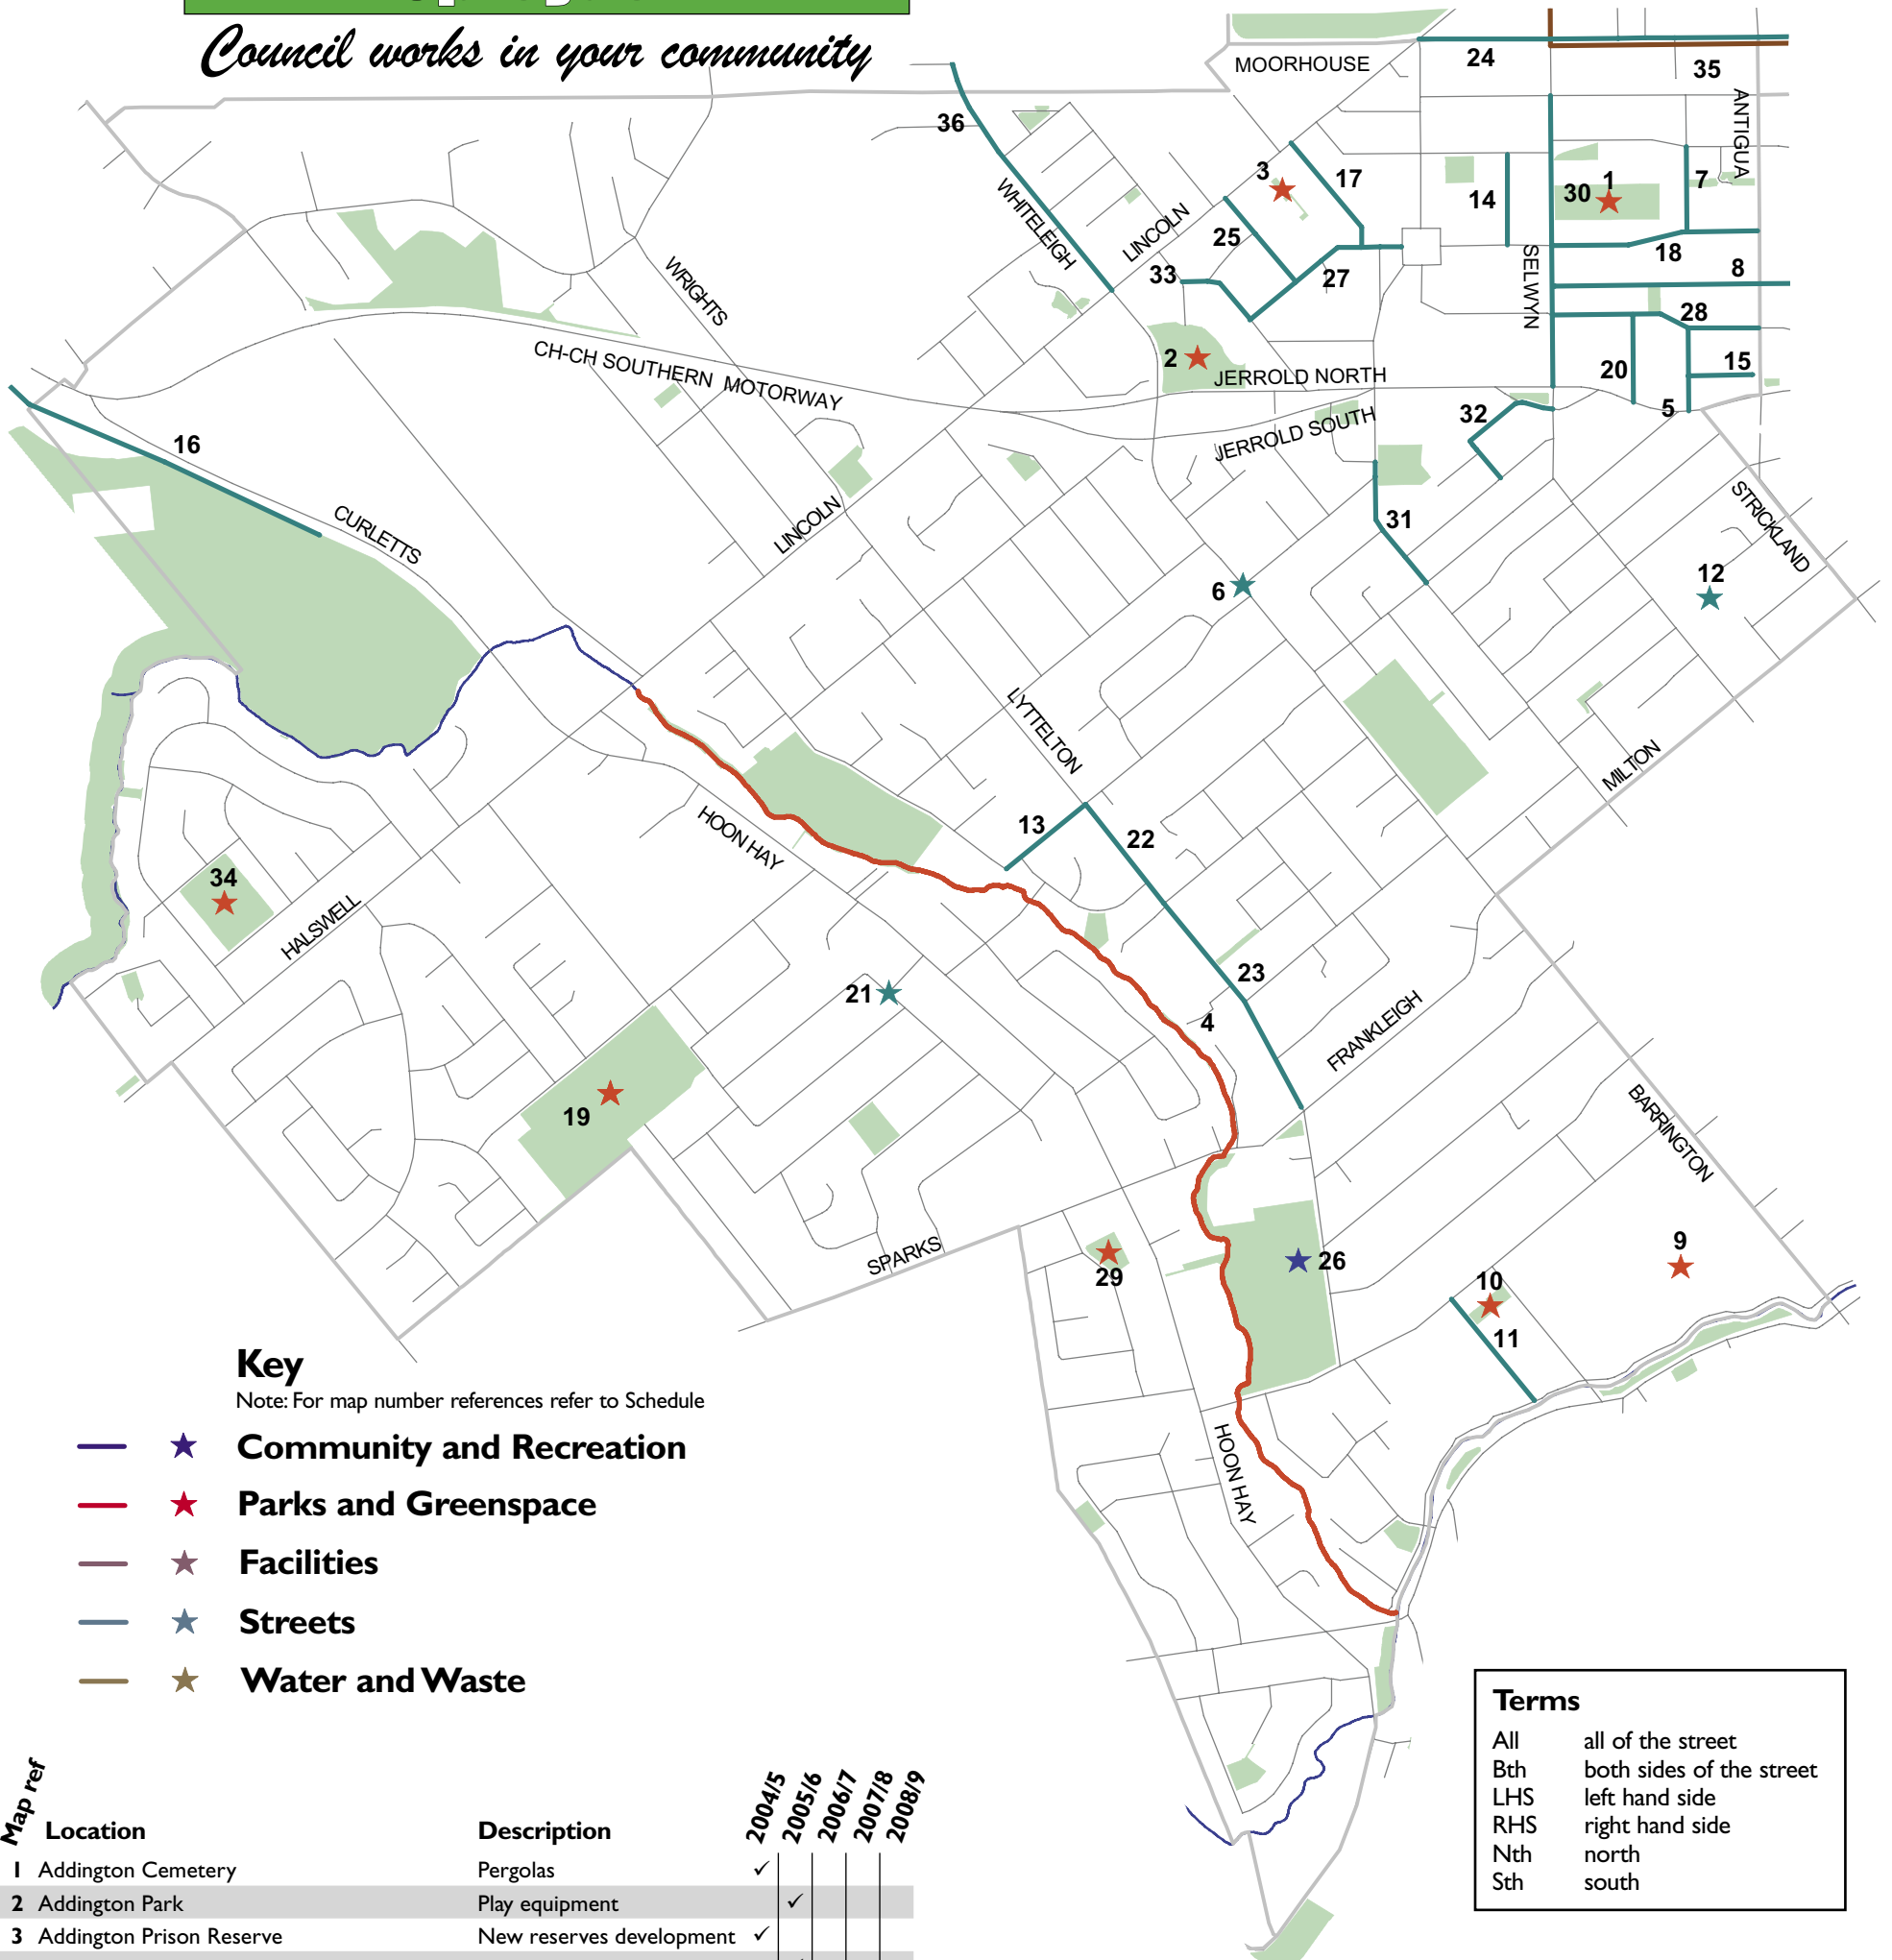 Council works in your community
MOORHOUSE
24
35
ANTIGUA
36
WHITELEIGH
LINCOLN
3
17
14
30
1
7
25
33
27
SELWYN
18
8
28
20
15
5
2
JERROLD NORTH
JERROLD SOUTH
32
WRIGHTS
CH-CH SOUTHERN MOTORWAY
16
CURLETTS
LINCOLN
31
STRICKLAND
6
12
LYTTELTON
MILTON
HOON HAY
13
22
34
HALSWELL
21
23
4
FRANKLEIGH
19
BARRINGTON
SPARKS
29
26
9
10
11
HOON HAY
Key
Note: For map number references refer to Schedule
Community and Recreation
Parks and Greenspace
Facilities
Streets
Water and Waste
Terms
All all of the street
Bth both sides of the street
LHS left hand side
RHS right hand side
Nth north
Sth south
Map ref Location Description 2004/5 2005/6 2006/7 2007/8 2008/9
1 Addington Cemetery Pergolas ✓
2 Addington Park Play equipment ✓
3 Addington Prison Reserve New reserves development ✓